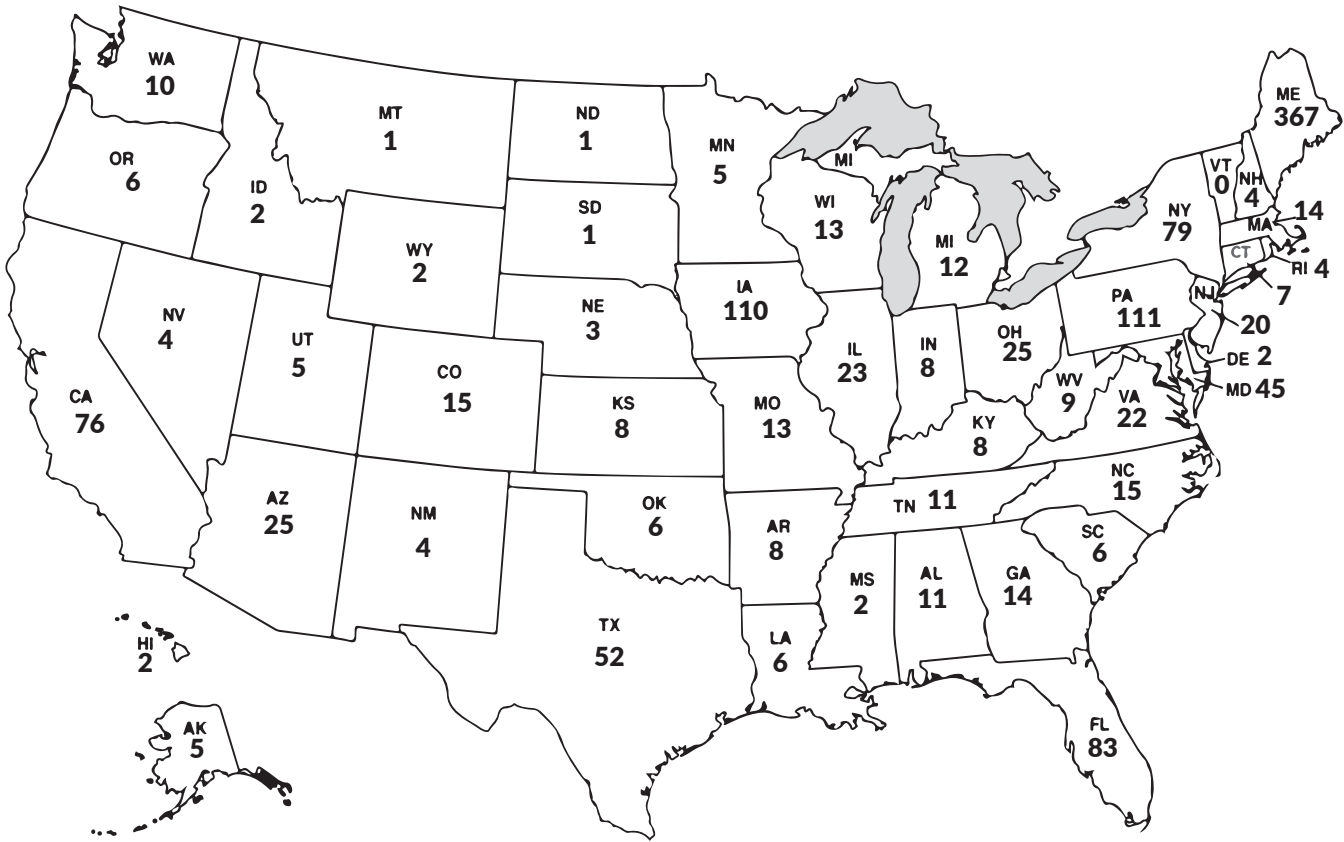 WA
10
OR
6
ID
2
MT
1
ND
1
MN
5
SD
1
WY
2
NE
3
IA
110
WI
13
MI
MI
12
NV
4
UT
5
CO
15
KS
8
MO
13
IL
23
IN
8
OH
25
CA
76
AZ
25
NM
4
OK
6
TX
52
AR
8
LA
6
MS
2
AL
11
GA
14
FL
83
SC
6
NC
15
TN 11
KY
8
WV
9
VA
22
PA
111
NY
79
VT
0
NH
4
ME
367
14
MA
CT
RI 4
7
NJ
20
DE 2
MD 45
HI
2
AK
5